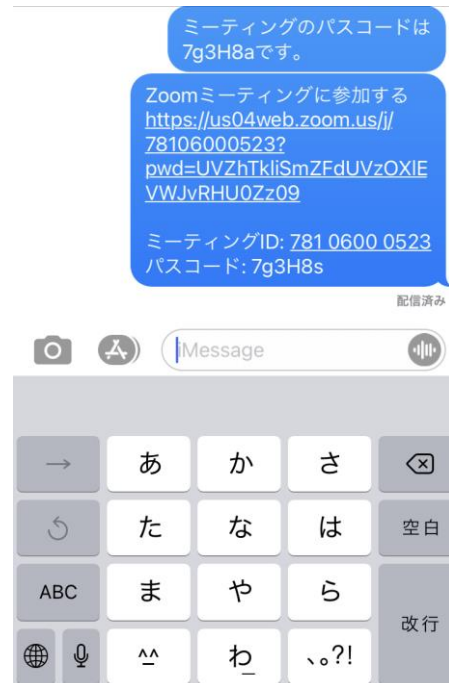 ミーティングのパスコードは
7g3H8aです。
Zoomミーティングに参加する
https://us04web.zoom.us/j/
78106000523?
pwd=UVZhTkliSmZFdUVzOXlE
VWJvRHU0Zz09
ミーティングID: 781 0600 0523
パスコード: 7g3H8s
配信済み
iMessage
→ あ か さ
た な は 空白
ABC ま や ら
改行
^^ わ_ 、。?!